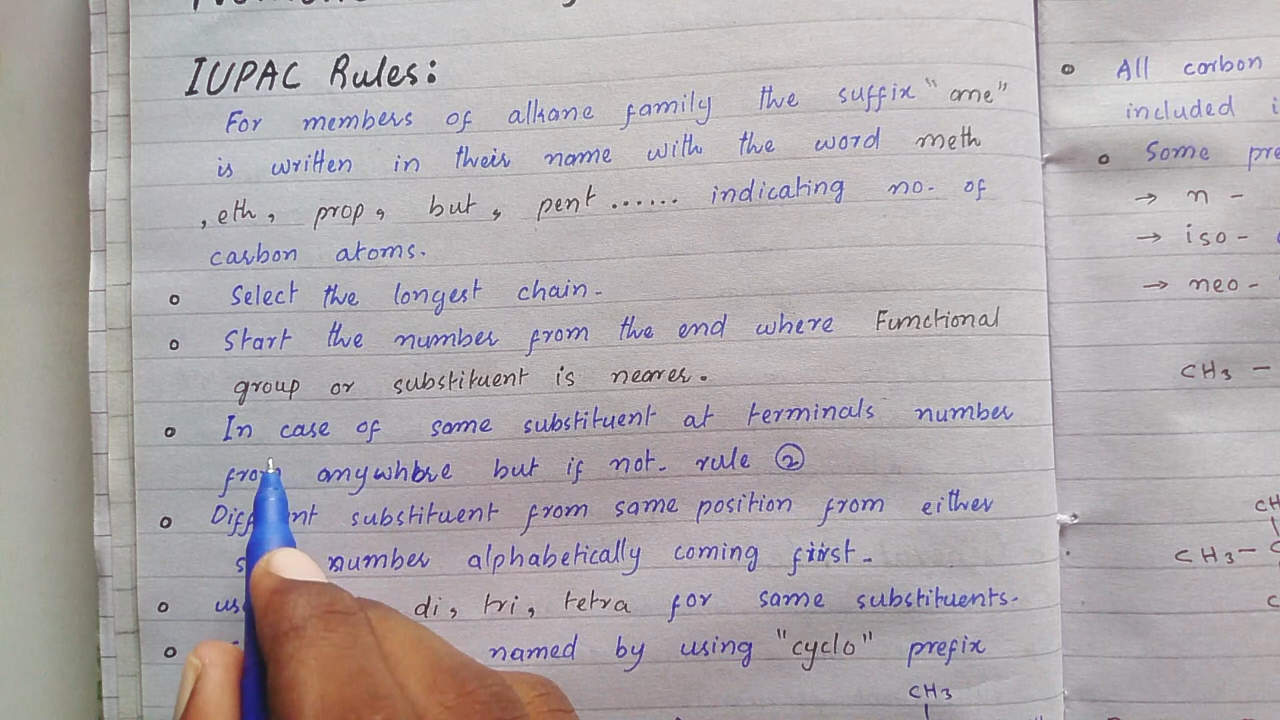 IUPAC Rules:
For members of alkane family the suffix "ane"
is written in their name with the word meth
, eth, prop, but, pent ...... indicating no. of
carbon atoms.
o Select the longest chain.
o Start the number from the end where Functional
group or substituent is nearer.
o In case of same substituent at terminals number
from anywhere but if not. rule ②
o Different substituent from same position from either
number alphabetically coming first.
o di, tri, tetra for same substituents.
o named by using "cyclo" prefix
CH3
o All carbon
included
o Some
→ n -
→ iso -
→ neo -
CH3 -
CH3 -